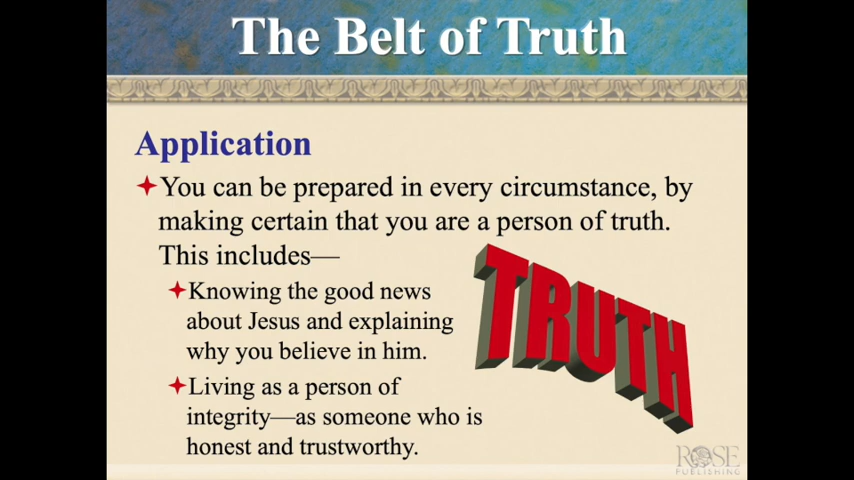 The Belt of Truth
Application
You can be prepared in every circumstance, by
making certain that you are a person of truth.
This includes—
Knowing the good news
about Jesus and explaining
why you believe in him.
Living as a person of
integrity—as someone who is
honest and trustworthy.
TRUTH
ROSE
PUBLISHING